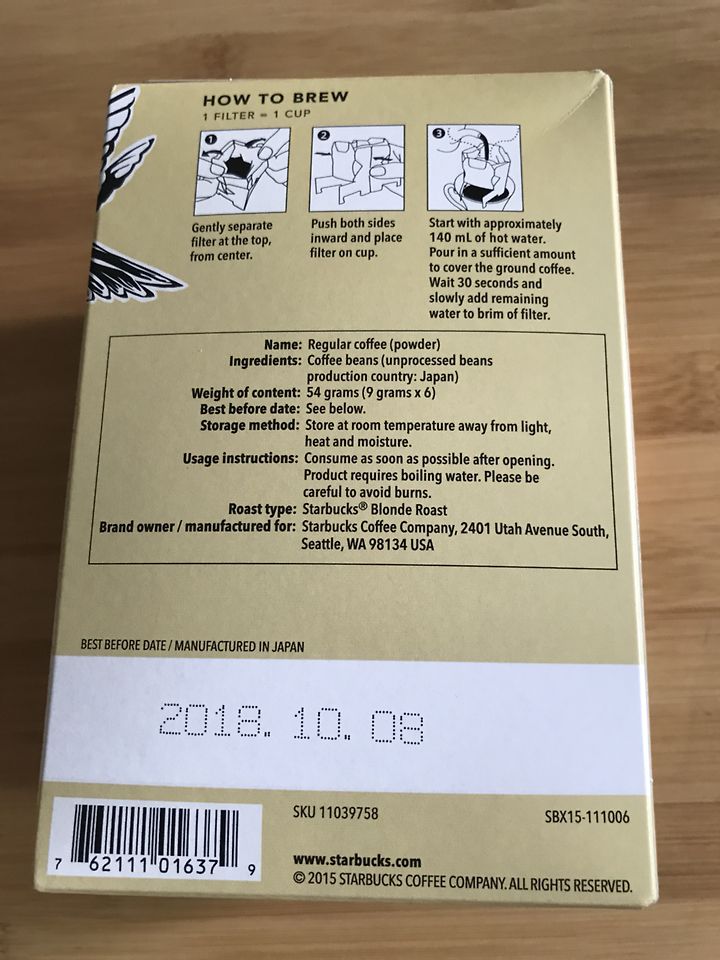 HOW TO BREW
1 FILTER = 1 CUP
1
2
3
Gently separate
filter at the top,
from center.
Push both sides
inward and place
filter on cup.
Start with approximately
140 mL of hot water.
Pour in a sufficient amount
to cover the ground coffee.
Wait 30 seconds and
slowly add remaining
water to brim of filter.
Name: Regular coffee (powder)
Ingredients: Coffee beans (unprocessed beans
production country: Japan)
Weight of content: 54 grams (9 grams x 6)
Best before date: See below.
Storage method: Store at room temperature away from light,
heat and moisture.
Usage instructions: Consume as soon as possible after opening.
Product requires boiling water. Please be
careful to avoid burns.
Roast type: Starbucks® Blonde Roast
Brand owner / manufactured for: Starbucks Coffee Company, 2401 Utah Avenue South,
Seattle, WA 98134 USA
BEST BEFORE DATE / MANUFACTURED IN JAPAN
2018. 10. 08
7 62111 01637 9
SKU 11039758
SBX15-111006
www.starbucks.com
© 2015 STARBUCKS COFFEE COMPANY. ALL RIGHTS RESERVED.